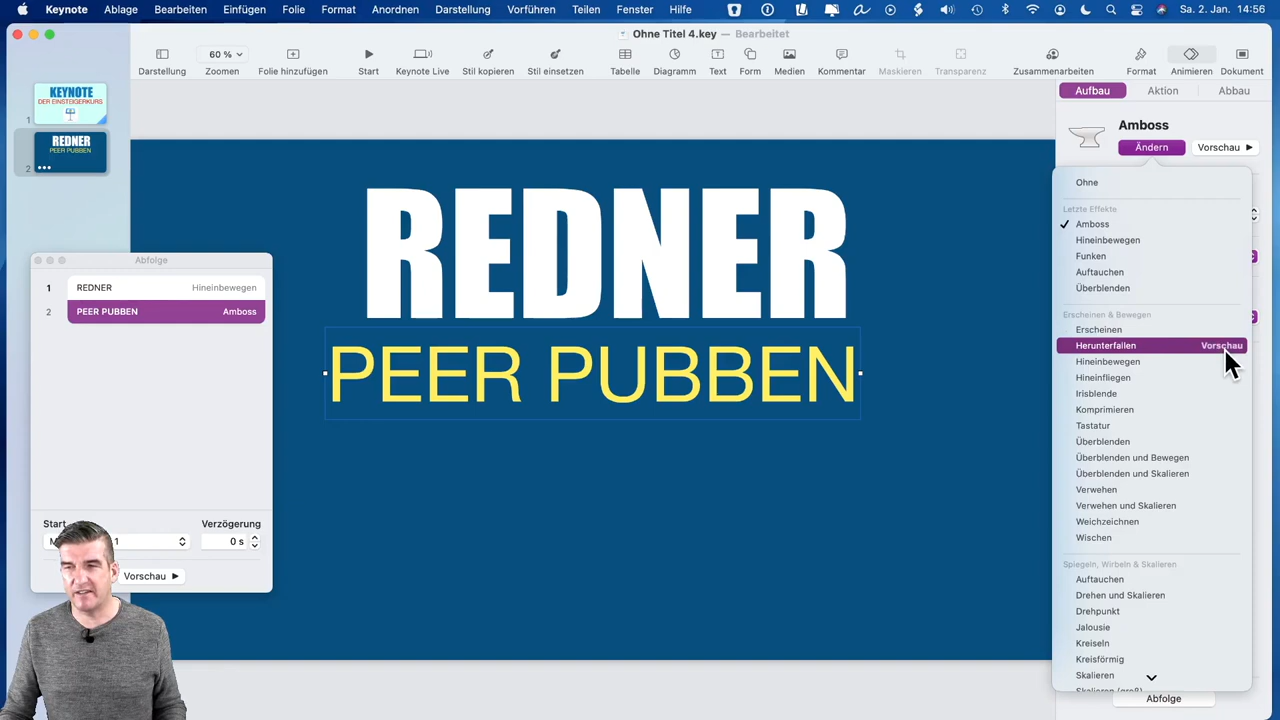 Keynote Ablage Bearbeiten Einfügen Folie Format Anordnen Darstellung Vorführen Teilen Fenster Hilfe Sa. 2. Jan. 14:56
Ohne Titel 4.key — Bearbeitet
60 %
Darstellung Zoomen Folie hinzufügen Start Keynote Live Stil kopieren Stil einsetzen Tabelle Diagramm Text Form Medien Kommentar Maskieren Transparenz Zusammenarbeiten Format Animieren Dokument
Aufbau Aktion Abbau
Amboss
Ändern Vorschau
KEYNOTE
DER EINSTEIGERKURS
1
REDNER
PEER PUBBEN
2
REDNER
PEER PUBBEN
Abfolge
1 REDNER Hineinbewegen
2 PEER PUBBEN Amboss
Start Verzögerung
1 0 s
Vorschau
Ohne
Letzte Effekte
Amboss
Hineinbewegen
Funken
Auftauchen
Überblenden
Erscheinen & Bewegen
Erscheinen
Herunterfallen Vorschau
Hineinbewegen
Hineinfliegen
Irisblende
Komprimieren
Tastatur
Überblenden
Überblenden und Bewegen
Überblenden und Skalieren
Verwehen
Verwehen und Skalieren
Weichzeichnen
Wischen
Spiegeln, Wirbeln & Skalieren
Auftauchen
Drehen und Skalieren
Drehpunkt
Jalousie
Kreiseln
Kreisförmig
Skalieren
Skalieren (groß)
Abfolge